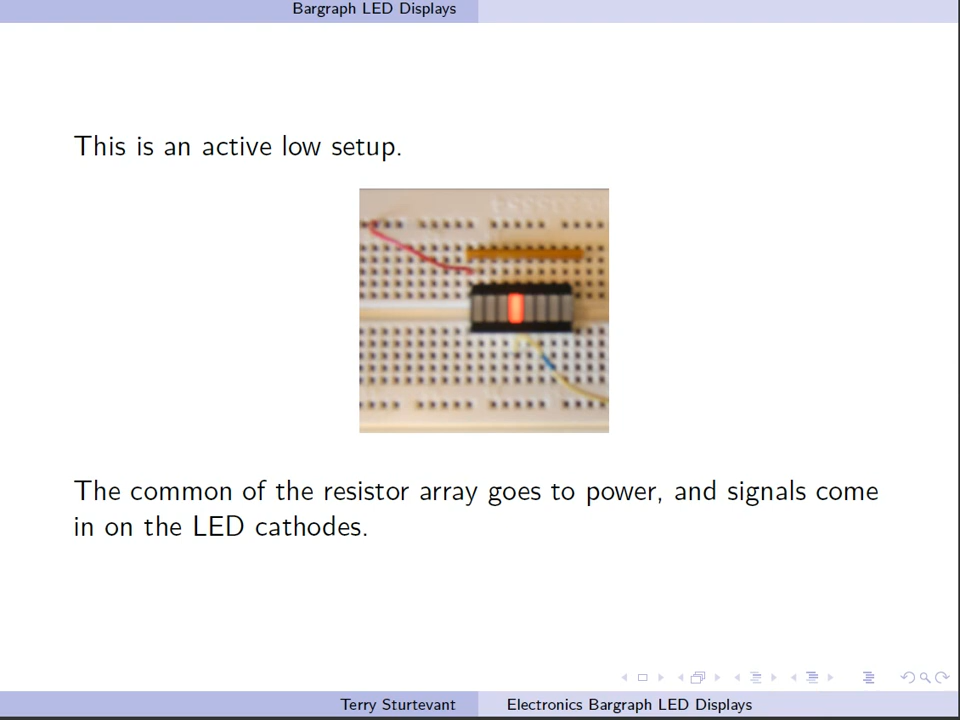 Bargraph LED Displays
This is an active low setup.
The common of the resistor array goes to power, and signals come
in on the LED cathodes.
Terry Sturtevant
Electronics Bargraph LED Displays